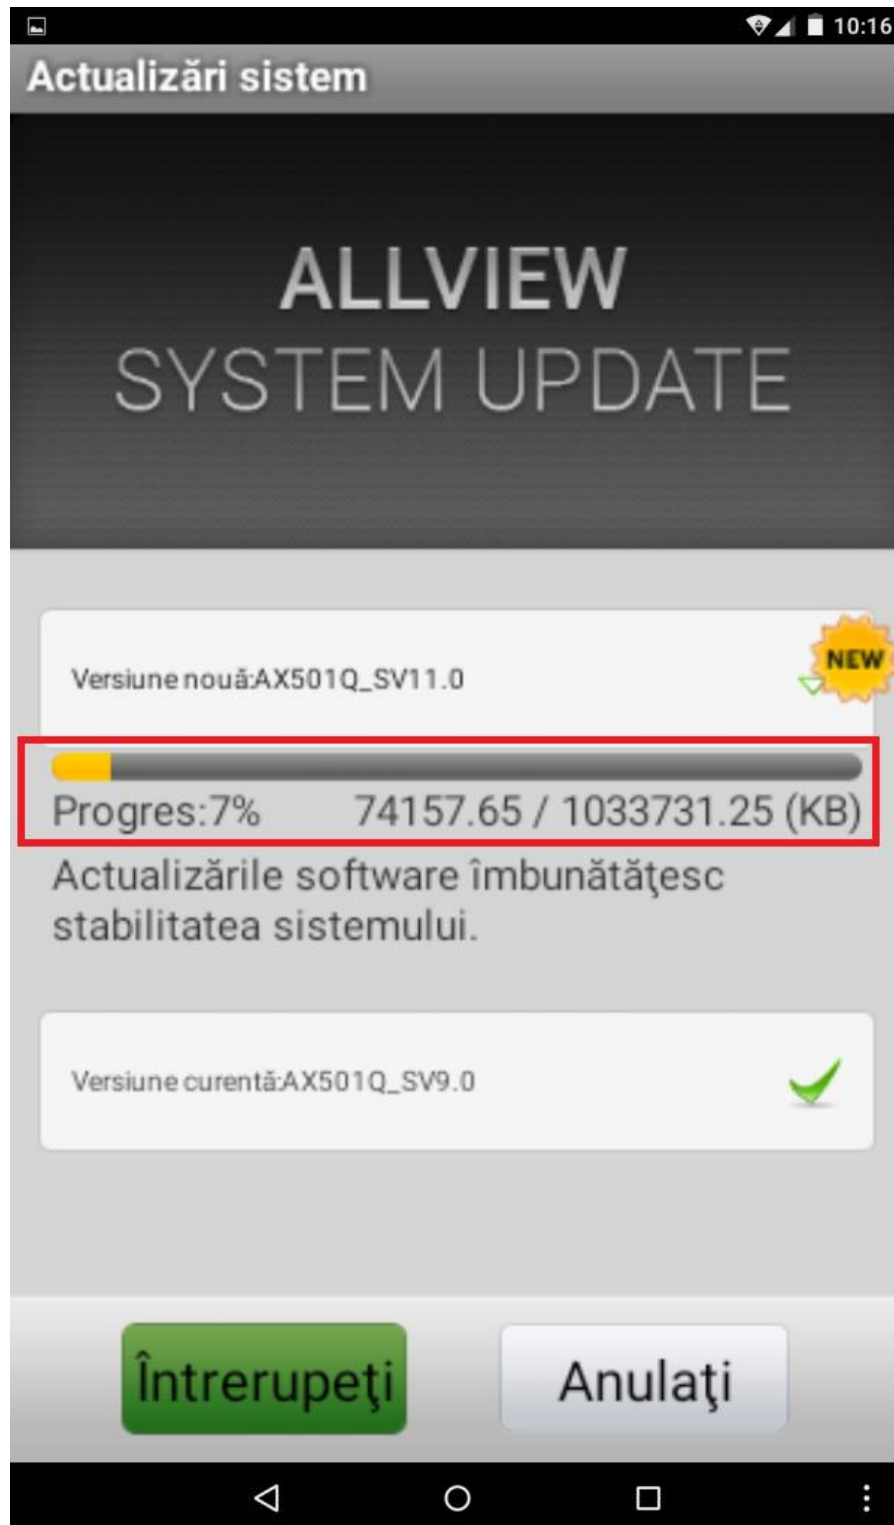 10:16
Actualizări sistem
ALLVIEW
SYSTEM UPDATE
NEW
Versiune nouă:AX501Q_SV11.0
Progres:7% 74157.65 / 1033731.25 (KB)
Actualizările software îmbunătăţesc
stabilitatea sistemului.
Versiune curentă:AX501Q_SV9.0
Întrerupeţi Anulaţi